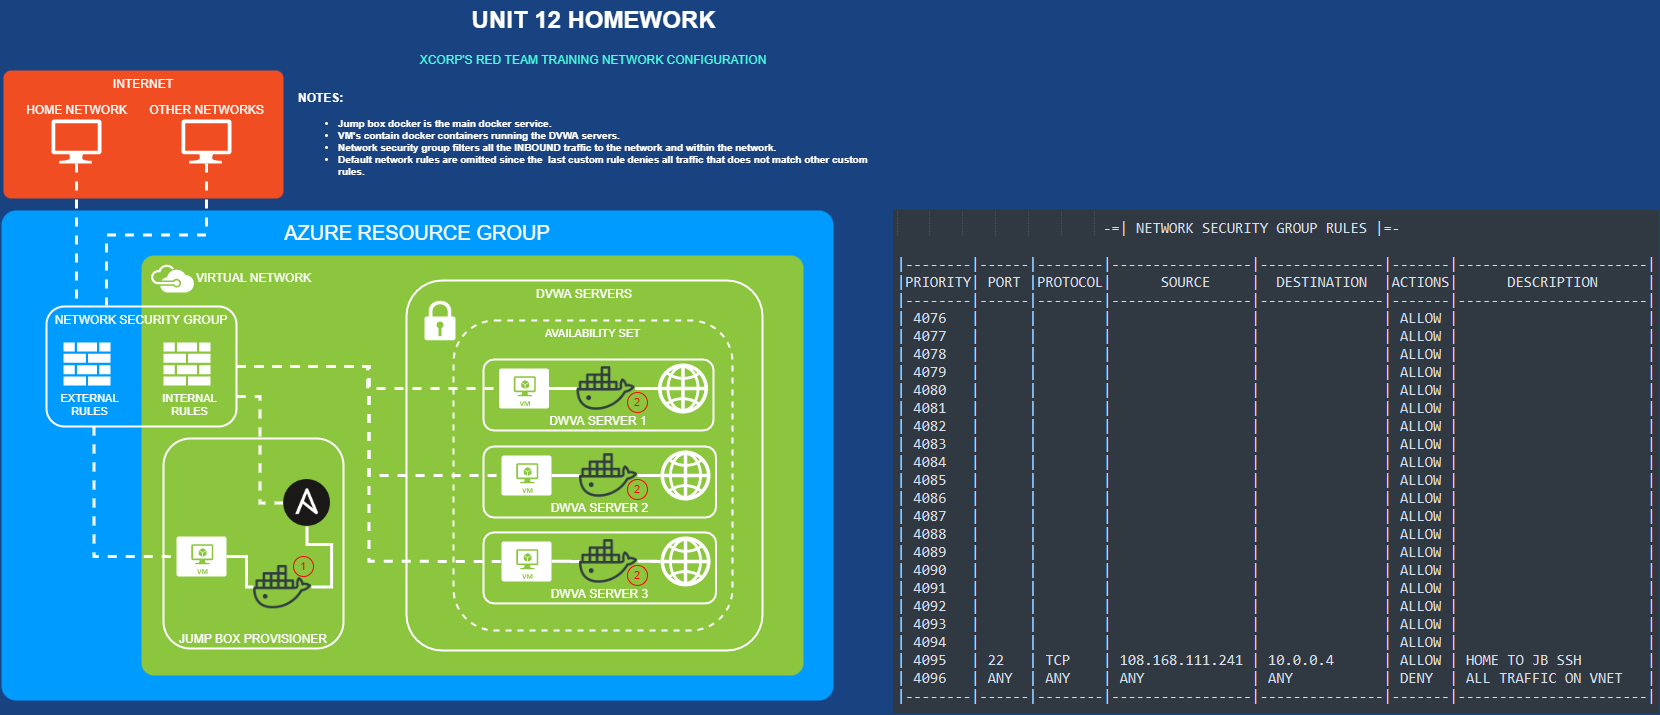 UNIT 12 HOMEWORK
XCORP'S RED TEAM TRAINING NETWORK CONFIGURATION
INTERNET
HOME NETWORK
OTHER NETWORKS
NOTES:
• Jump box docker is the main docker service.
• VM's contain docker containers running the DVWA servers.
• Network security group filters all the INBOUND traffic to the network and within the network.
• Default network rules are omitted since the last custom rule denies all traffic that does not match other custom
rules.
AZURE RESOURCE GROUP
VIRTUAL NETWORK
NETWORK SECURITY GROUP
EXTERNAL
RULES
INTERNAL
RULES
DVWA SERVERS
AVAILABILITY SET
VM
2
DWVA SERVER 1
VM
2
DWVA SERVER 2
VM
2
DWVA SERVER 3
VM
1
JUMP BOX PROVISIONER
-=| NETWORK SECURITY GROUP RULES |=-
|--------|------|--------|-----------------|---------------|-------|-----------------------|
|PRIORITY| PORT |PROTOCOL| SOURCE | DESTINATION |ACTIONS| DESCRIPTION |
|--------|------|--------|-----------------|---------------|-------|-----------------------|
| 4076 | | | | | ALLOW | |
| 4077 | | | | | ALLOW | |
| 4078 | | | | | ALLOW | |
| 4079 | | | | | ALLOW | |
| 4080 | | | | | ALLOW | |
| 4081 | | | | | ALLOW | |
| 4082 | | | | | ALLOW | |
| 4083 | | | | | ALLOW | |
| 4084 | | | | | ALLOW | |
| 4085 | | | | | ALLOW | |
| 4086 | | | | | ALLOW | |
| 4087 | | | | | ALLOW | |
| 4088 | | | | | ALLOW | |
| 4089 | | | | | ALLOW | |
| 4090 | | | | | ALLOW | |
| 4091 | | | | | ALLOW | |
| 4092 | | | | | ALLOW | |
| 4093 | | | | | ALLOW | |
| 4094 | | | | | ALLOW | |
| 4095 | 22 | TCP | 108.168.111.241 | 10.0.0.4 | ALLOW | HOME TO JB SSH |
| 4096 | ANY | ANY | ANY | ANY | DENY | ALL TRAFFIC ON VNET |
|--------|------|--------|-----------------|---------------|-------|-----------------------|